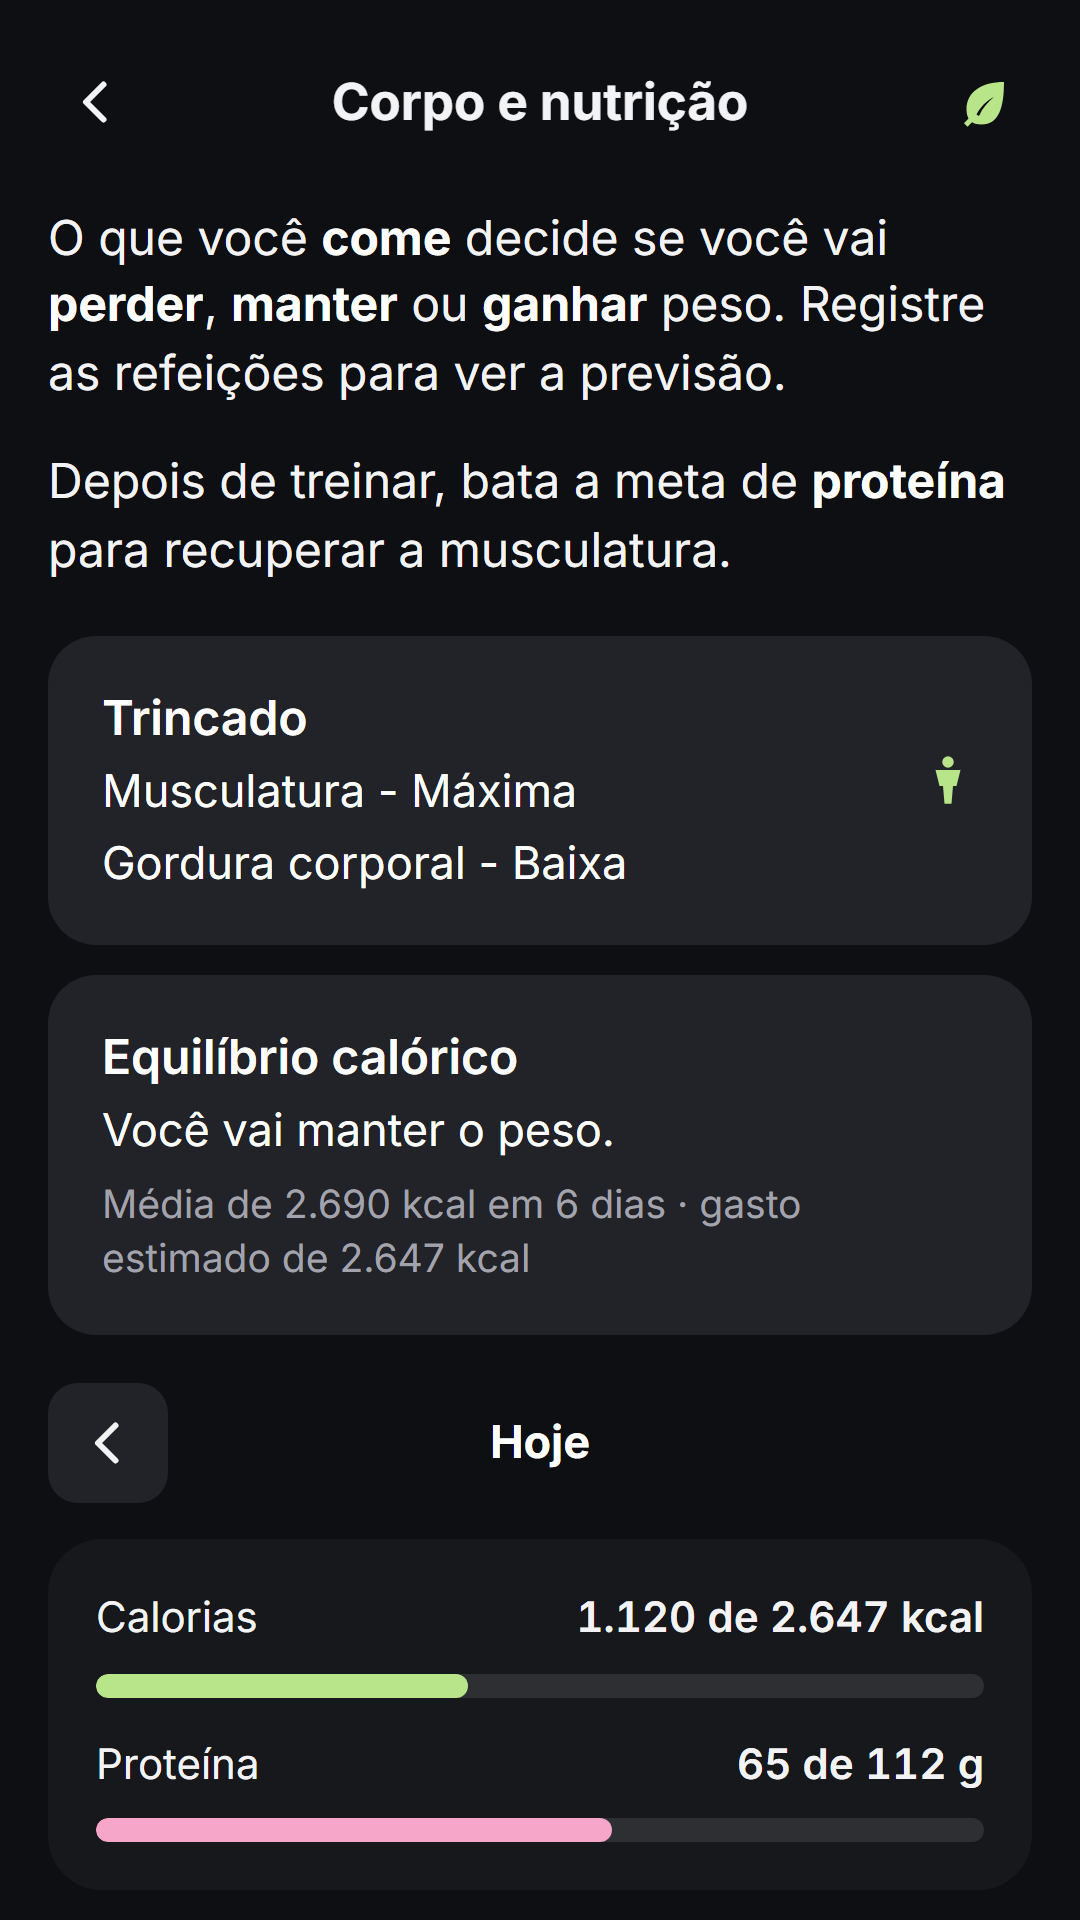 Corpo e nutrição
O que você come decide se você vai
perder, manter ou ganhar peso. Registre
as refeições para ver a previsão.
Depois de treinar, bata a meta de proteína
para recuperar a musculatura.
Trincado
Musculatura - Máxima
Gordura corporal - Baixa
Equilíbrio calórico
Você vai manter o peso.
Média de 2.690 kcal em 6 dias · gasto
estimado de 2.647 kcal
Hoje
Calorias 1.120 de 2.647 kcal
Proteína 65 de 112 g